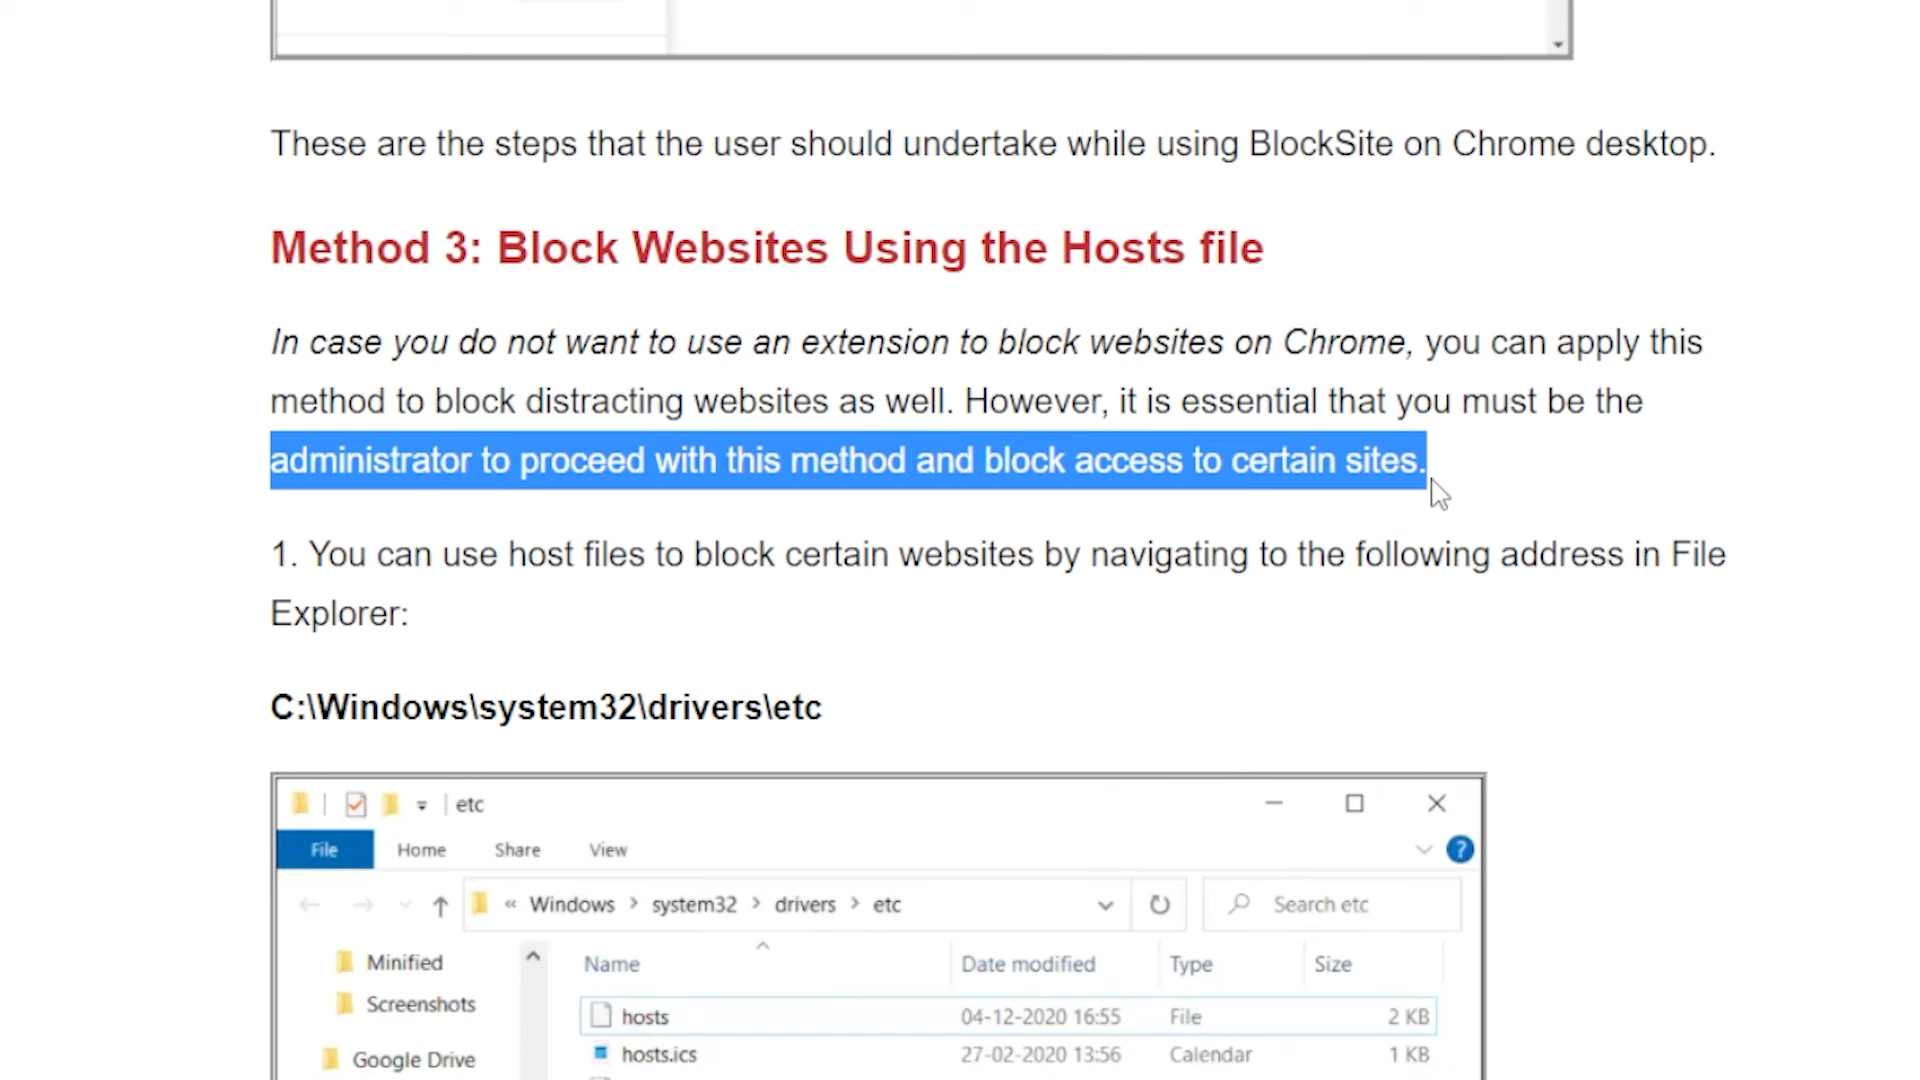 These are the steps that the user should undertake while using BlockSite on Chrome desktop.
Method 3: Block Websites Using the Hosts file
In case you do not want to use an extension to block websites on Chrome, you can apply this
method to block distracting websites as well. However, it is essential that you must be the
administrator to proceed with this method and block access to certain sites.
1. You can use host files to block certain websites by navigating to the following address in File
Explorer:
C:\Windows\system32\drivers\etc
etc
File Home Share View ?
« Windows > system32 > drivers > etc Search etc
Name Date modified Type Size
Minified
Screenshots
Google Drive
hosts 04-12-2020 16:55 File 2 KB
hosts.ics 27-02-2020 13:56 Calendar 1 KB